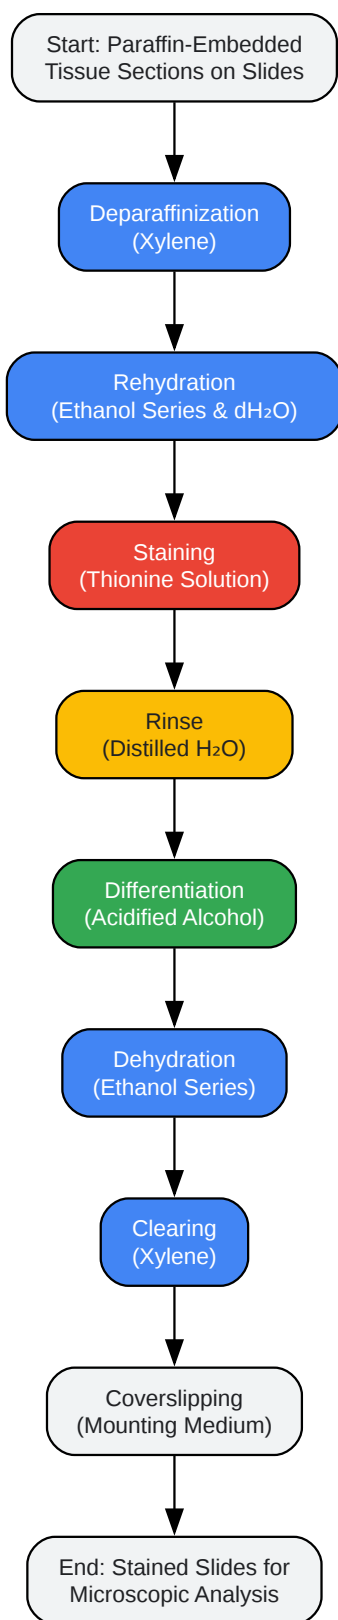 Start: Paraffin-Embedded
Tissue Sections on Slides
Deparaffinization
(Xylene)
Rehydration
(Ethanol Series & dH₂O)
Staining
(Thionine Solution)
Rinse
(Distilled H₂O)
Differentiation
(Acidified Alcohol)
Dehydration
(Ethanol Series)
Clearing
(Xylene)
Coverslipping
(Mounting Medium)
End: Stained Slides for
Microscopic Analysis